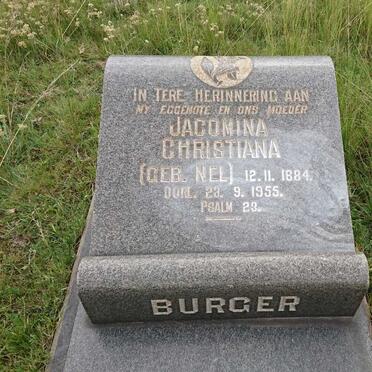 IN TERE HERINNERING AAN
MY EGGENOTE EN ONS MOEDER
JACOMINA
CHRISTIANA
(GEB. NEL) 12.11.1884.
OORL. 23. 9. 1955.
PSALM 23.
BURGER